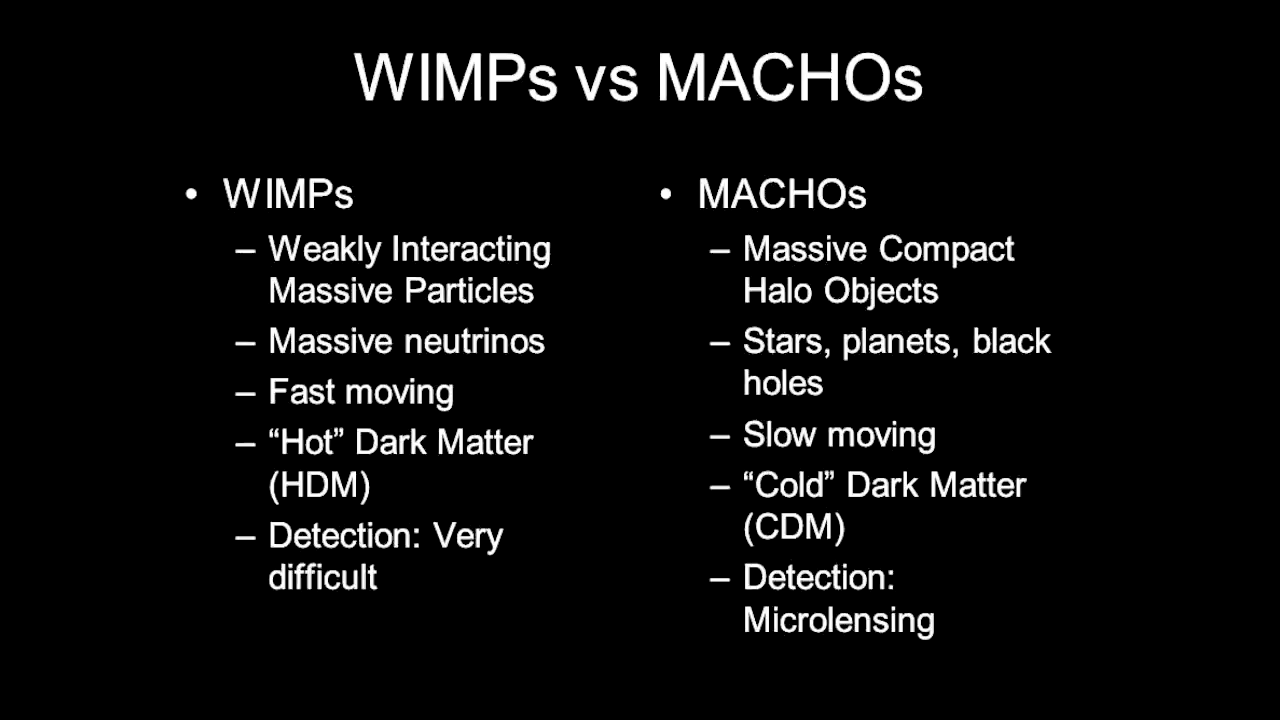 WIMPs vs MACHOs
• WIMPs
– Weakly Interacting
Massive Particles
– Massive neutrinos
– Fast moving
– “Hot” Dark Matter
(HDM)
– Detection: Very
difficult
• MACHOs
– Massive Compact
Halo Objects
– Stars, planets, black
holes
– Slow moving
– “Cold” Dark Matter
(CDM)
– Detection:
Microlensing